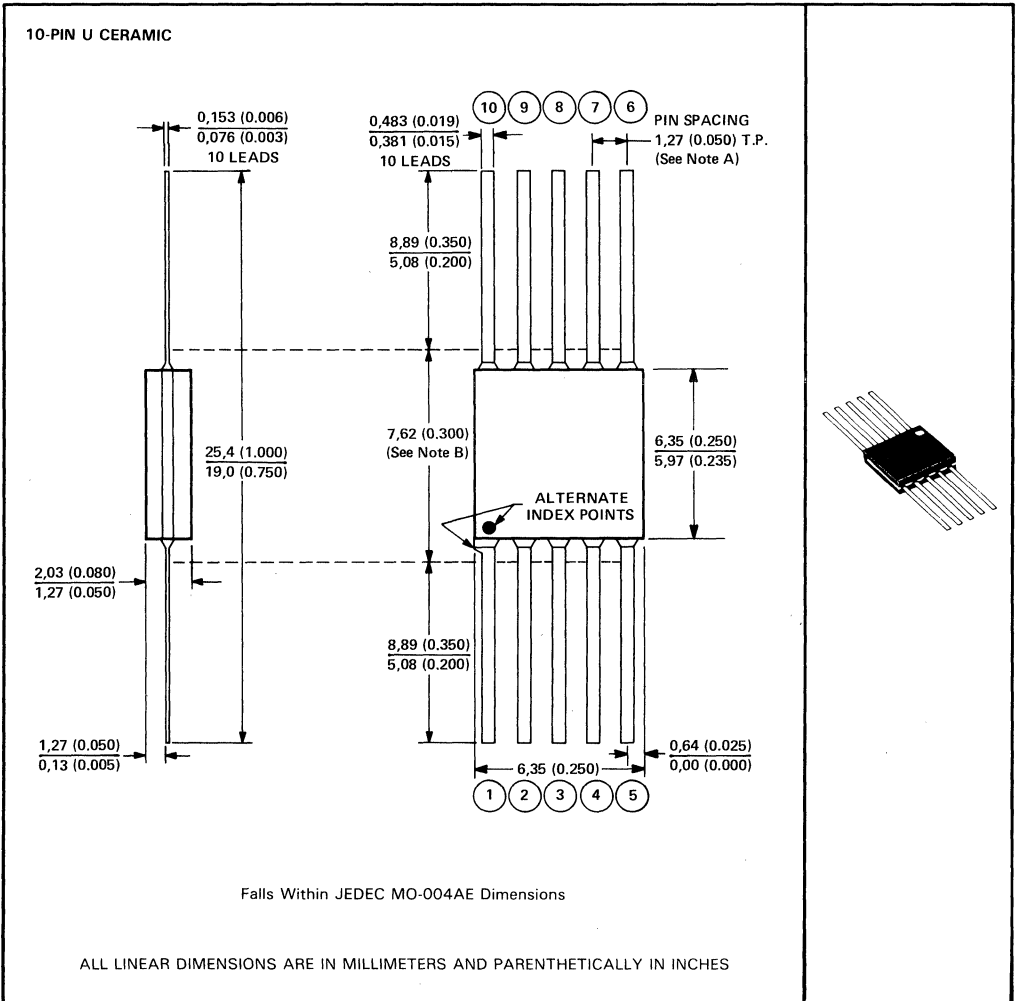 10-PIN U CERAMIC
10 9 8 7 6
0,153 (0.006)
0,076 (0.003)
10 LEADS
0,483 (0.019)
0,381 (0.015)
10 LEADS
PIN SPACING
1,27 (0.050) T.P.
(See Note A)
8,89 (0.350)
5,08 (0.200)
25,4 (1.000)
19,0 (0.750)
7,62 (0.300)
(See Note B)
6,35 (0.250)
5,97 (0.235)
ALTERNATE
INDEX POINTS
2,03 (0.080)
1,27 (0.050)
8,89 (0.350)
5,08 (0.200)
1,27 (0.050)
0,13 (0.005)
6,35 (0.250)
0,64 (0.025)
0,00 (0.000)
1 2 3 4 5
Falls Within JEDEC MO-004AE Dimensions
ALL LINEAR DIMENSIONS ARE IN MILLIMETERS AND PARENTHETICALLY IN INCHES